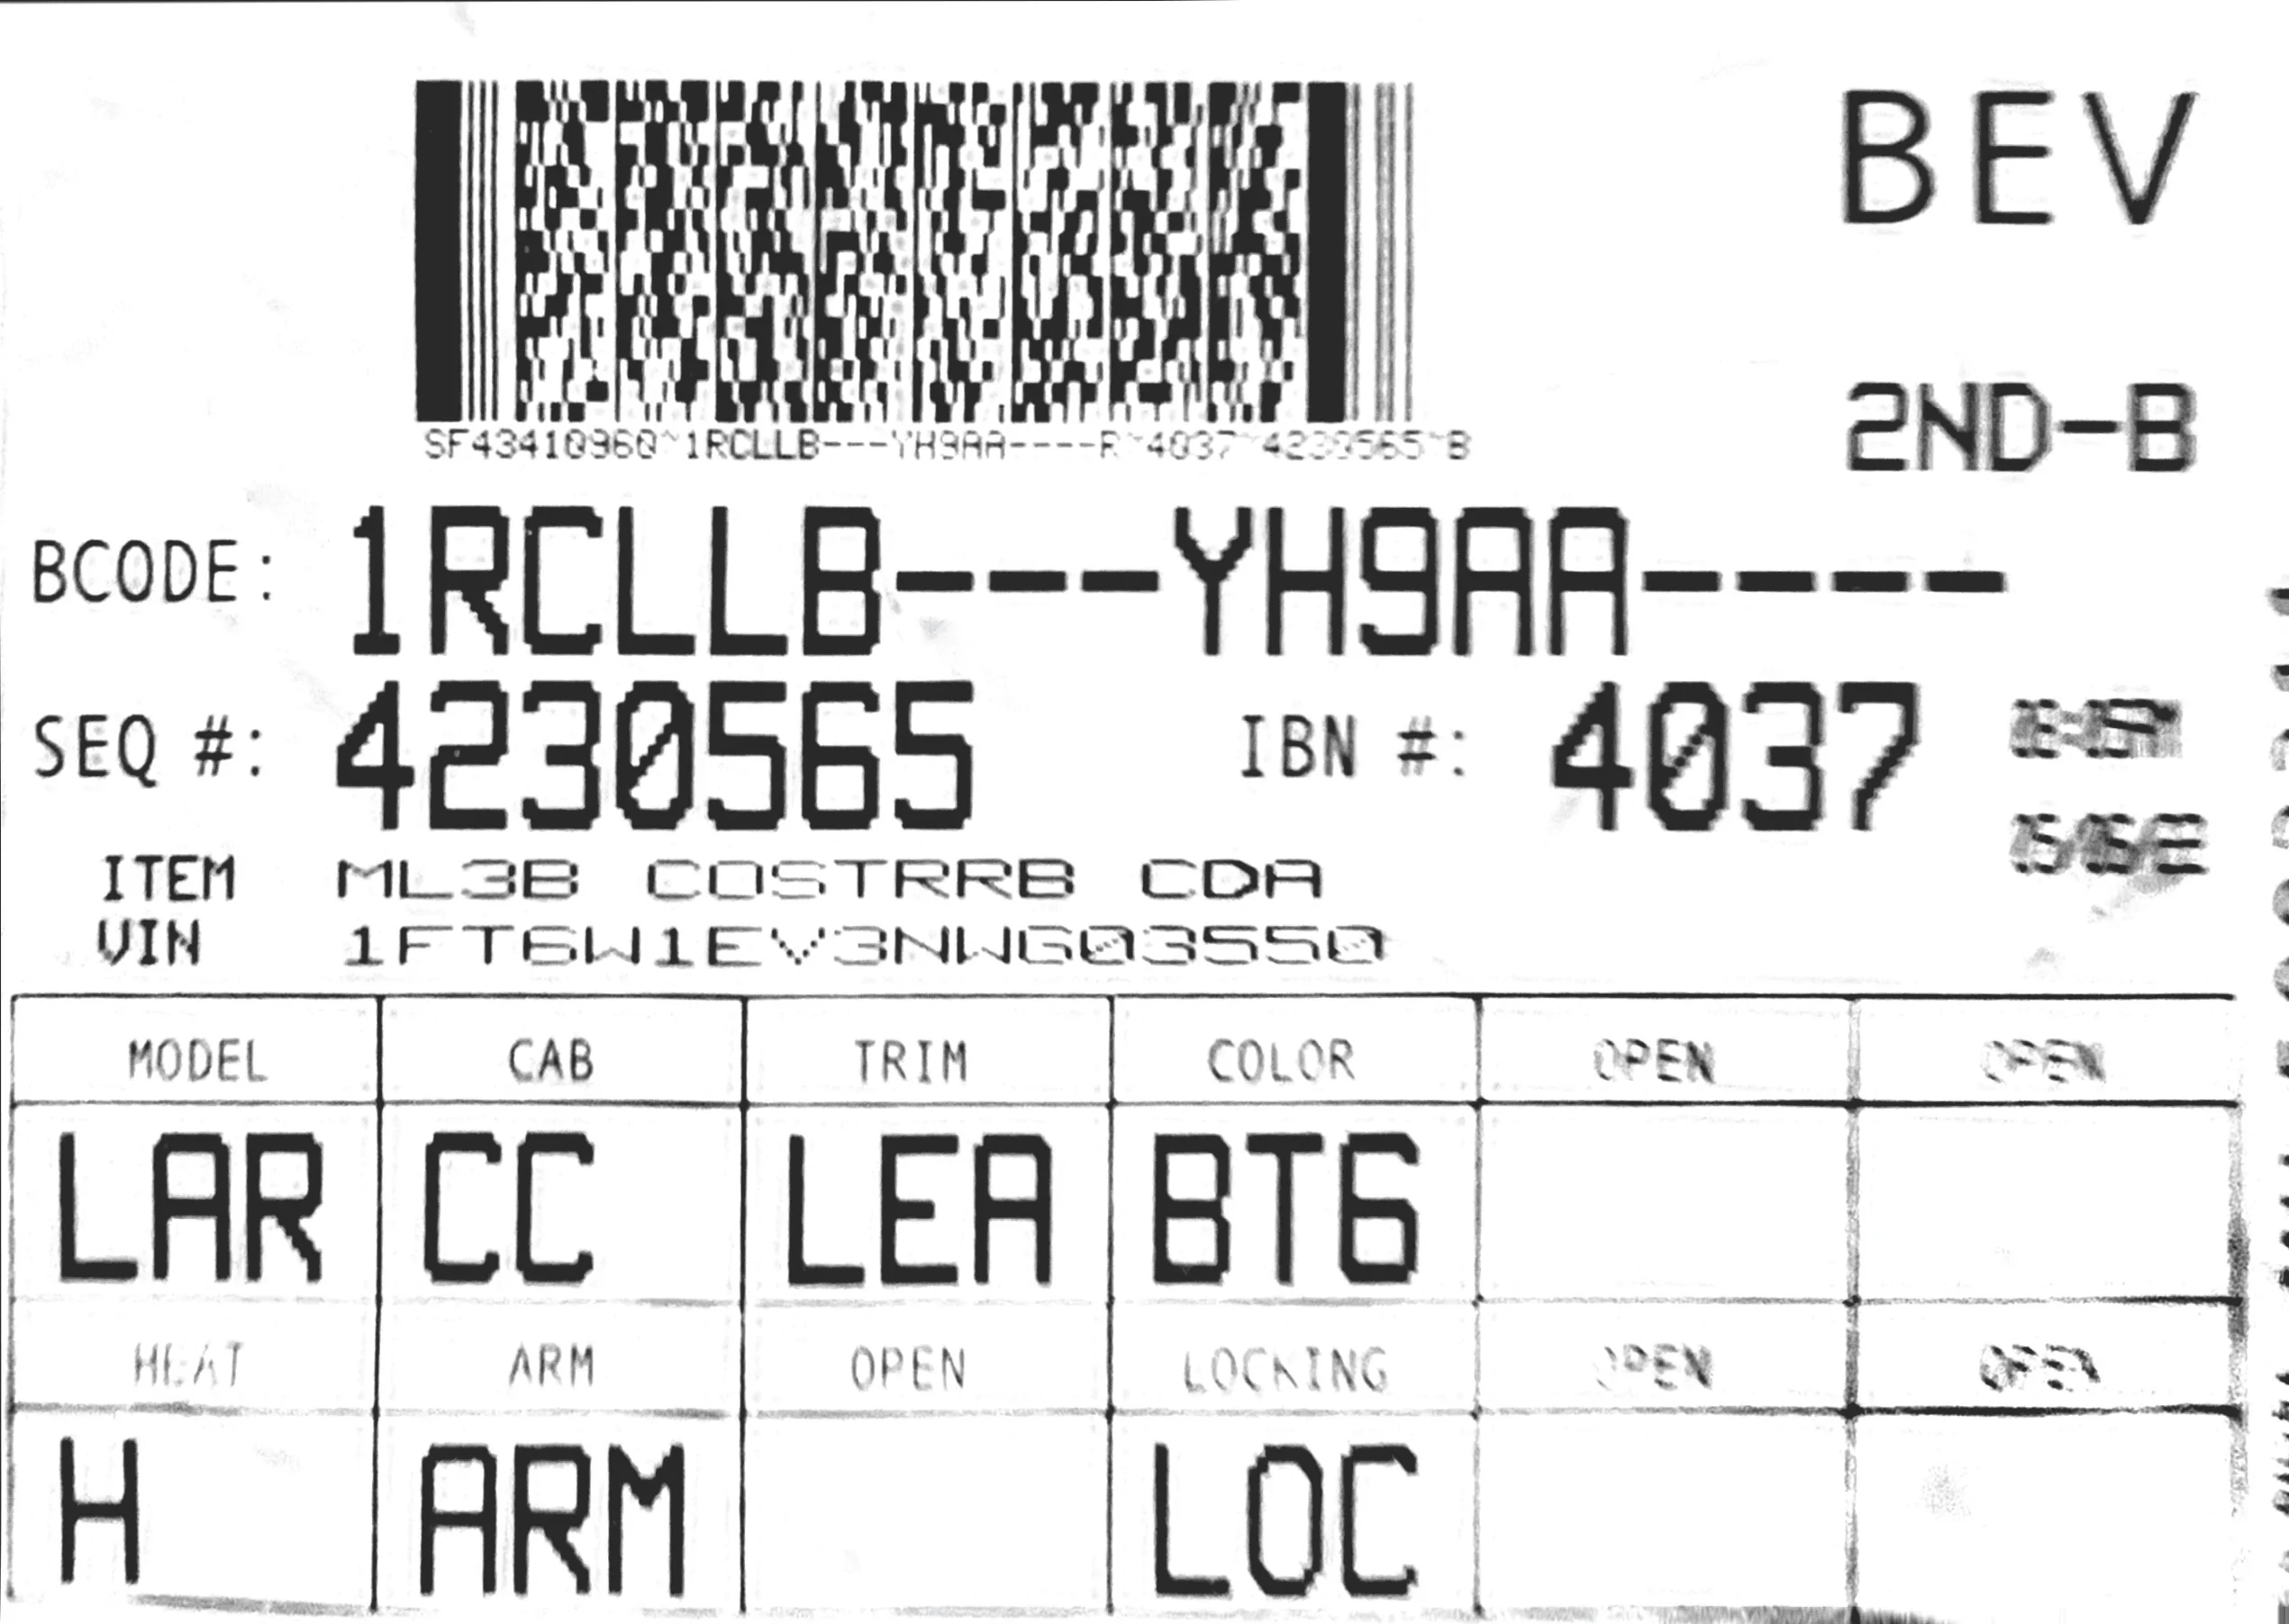 BEV
SF43410960~1RCLLB---YH9AA----R~4037~4230565~B
2ND-B
BCODE: 1RCLLB---YH9AA----
SEQ #: 4230565 IBN #: 4037
ITEM ML3B COSTRRB CDA
VIN 1FT6W1EV3NWG03550
MODEL CAB TRIM COLOR OPEN OPEN
LAR CC LEA BT6
HEAT ARM OPEN LOCKING OPEN OPEN
H ARM LOC